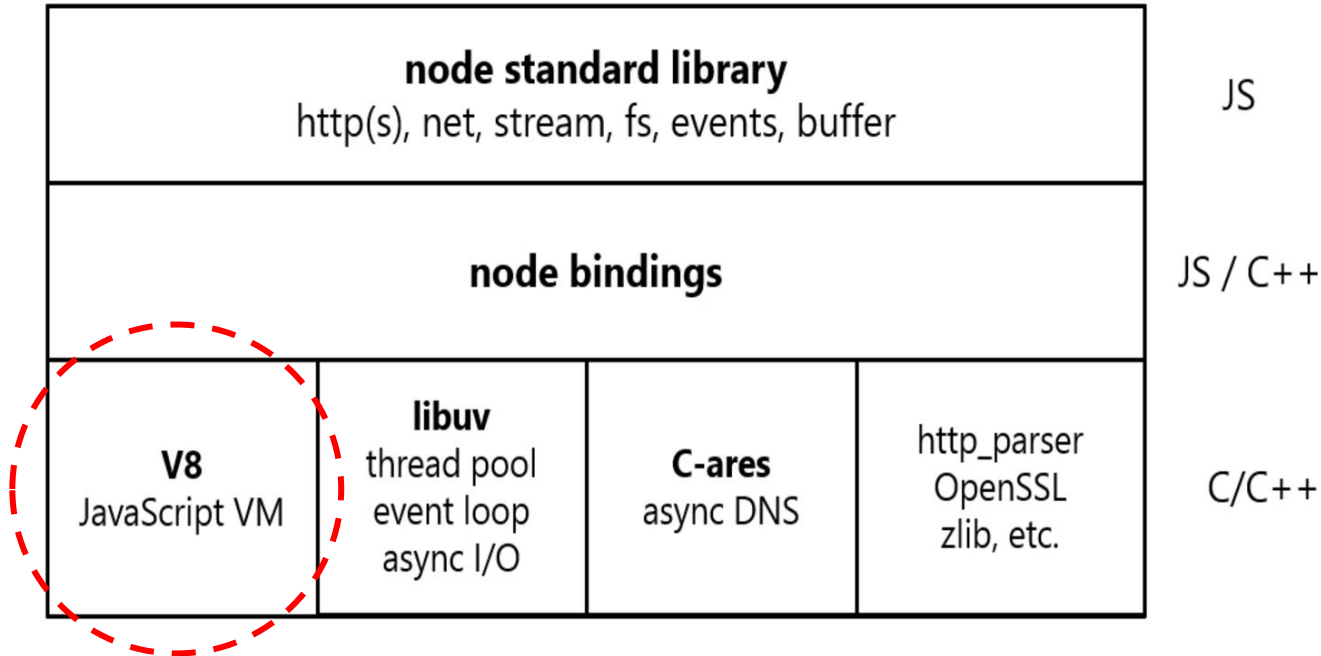 node standard library
http(s), net, stream, fs, events, buffer
JS
node bindings
JS / C++
V8
JavaScript VM
libuv
thread pool
event loop
async I/O
C-ares
async DNS
http_parser
OpenSSL
zlib, etc.
C/C++